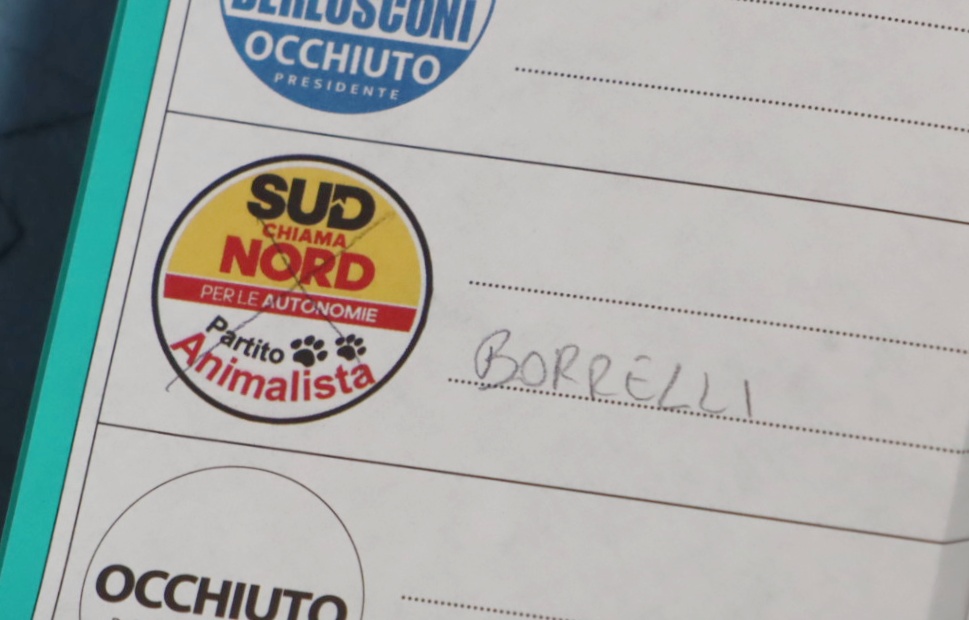 BERLUSCONI
OCCHIUTO
PRESIDENTE
SUD
CHIAMA
NORD
PER LE AUTONOMIE
Partito
Animalista
BORRELLI
OCCHIUTO